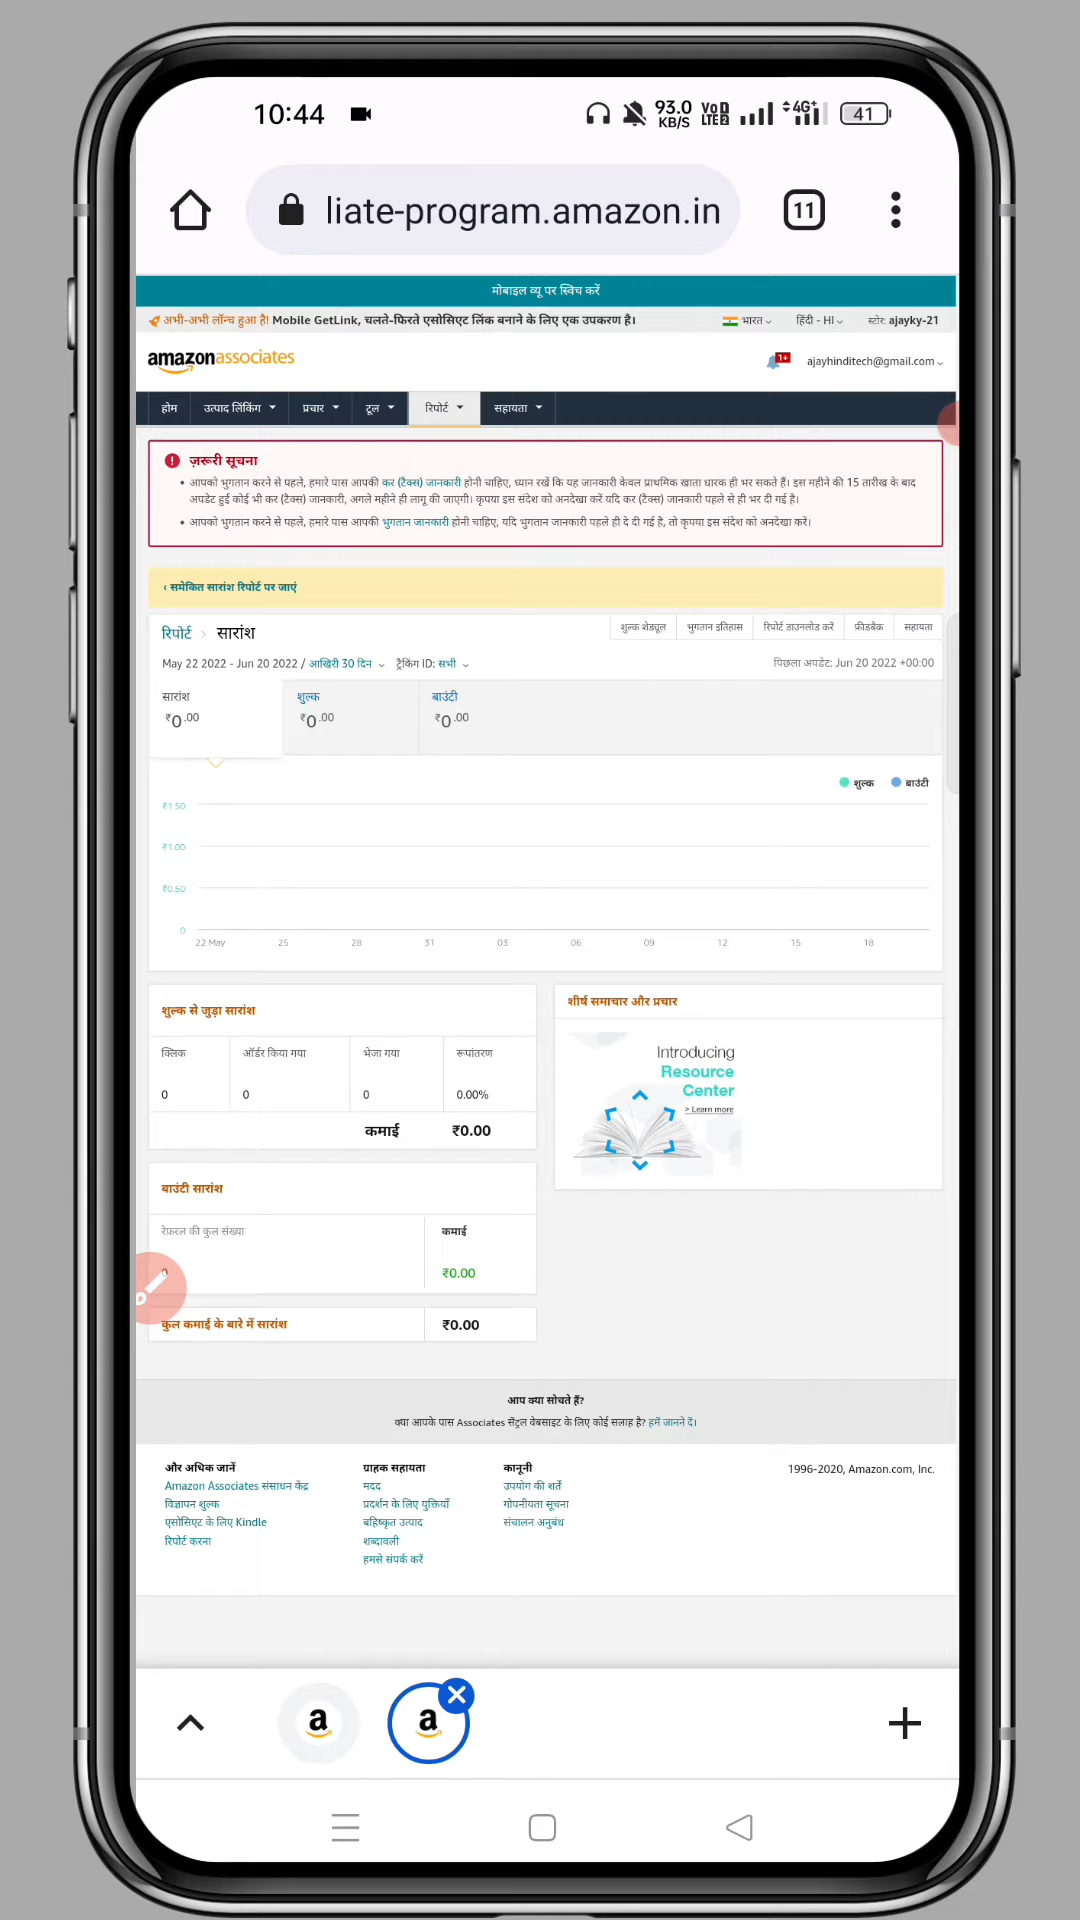 10:44 93.0 KB/S VoD LTE2 4G+ 41
liate-program.amazon.in 11
मोबाइल व्यू पर स्विच करें
अभी-अभी लॉन्च हुआ है! Mobile GetLink, चलते-फिरते एसोसिएट लिंक बनाने के लिए एक उपकरण है। भारत हिंदी - HI स्टोर: ajayky-21
amazonassociates 1+ ajayhinditech@gmail.com
होम उत्पाद लिंकिंग प्रचार टूल रिपोर्ट सहायता
ज़रूरी सूचना
• आपको भुगतान करने से पहले, हमारे पास आपकी कर (टैक्स) जानकारी होनी चाहिए, ध्यान रखें कि यह जानकारी केवल प्राथमिक खाता धारक ही भर सकते हैं। इस महीने की 15 तारीख के बाद
अपडेट हुई कोई भी कर (टैक्स) जानकारी, अगले महीने ही लागू की जाएगी। कृपया इस संदेश को अनदेखा करें यदि कर (टैक्स) जानकारी पहले से ही भर दी गई है।
• आपको भुगतान करने से पहले, हमारे पास आपकी भुगतान जानकारी होनी चाहिए, यदि भुगतान जानकारी पहले ही दे दी गई है, तो कृपया इस संदेश को अनदेखा करें।
‹ समेकित सारांश रिपोर्ट पर जाएं
रिपोर्ट › सारांश शुल्क शेड्यूल भुगतान इतिहास रिपोर्ट डाउनलोड करें फ़ीडबैक सहायता
May 22 2022 - Jun 20 2022 / आखिरी 30 दिन ट्रैकिंग ID: सभी पिछला अपडेट: Jun 20 2022 +00:00
सारांश शुल्क बाउंटी
₹0.00 ₹0.00 ₹0.00
शुल्क बाउंटी
₹1.50
₹1.00
₹0.50
0
22 May 25 28 31 03 06 09 12 15 18
शुल्क से जुड़ा सारांश
क्लिक ऑर्डर किया गया भेजा गया रूपांतरण
0 0 0 0.00%
कमाई ₹0.00
शीर्ष समाचार और प्रचार
Introducing
Resource
Center
> Learn more
बाउंटी सारांश
रेफ़रल की कुल संख्या कमाई
0 ₹0.00
कुल कमाई के बारे में सारांश ₹0.00
आप क्या सोचते हैं?
क्या आपके पास Associates सेंट्रल वेबसाइट के लिए कोई सलाह है? हमें जानने दें।
और अधिक जानें ग्राहक सहायता कानूनी 1996-2020, Amazon.com, Inc.
Amazon Associates संसाधन केंद्र मदद उपयोग की शर्तें
विज्ञापन शुल्क प्रदर्शन के लिए युक्तियाँ गोपनीयता सूचना
एसोसिएट के लिए Kindle बहिष्कृत उत्पाद संचालन अनुबंध
रिपोर्ट करना शब्दावली
हमसे संपर्क करें
a a